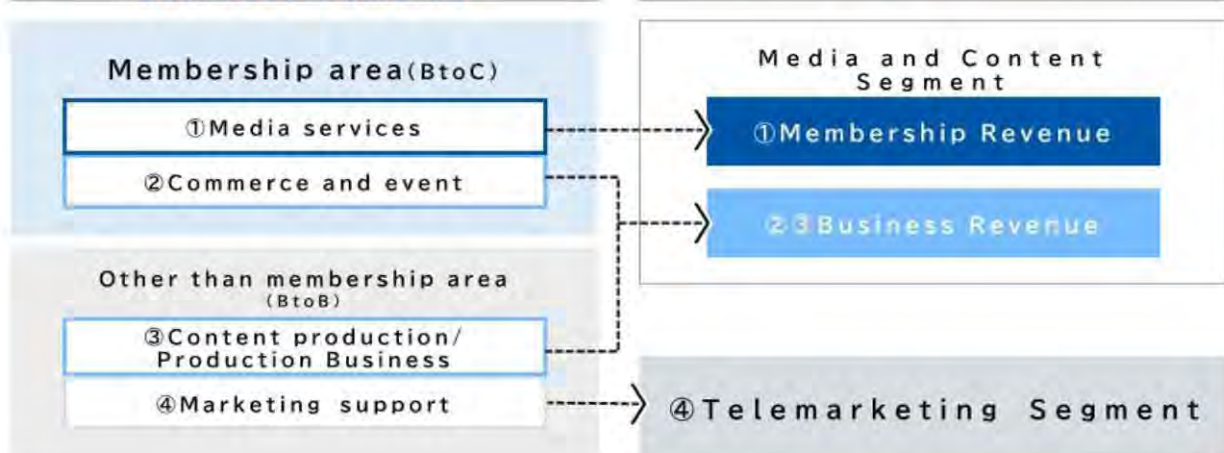 Membership area(BtoC)
①Media services
②Commerce and event
Other than membership area
(BtoB)
③Content production/
Production Business
④Marketing support
Media and Content
Segment
①Membership Revenue
②③Business Revenue
④Telemarketing Segment